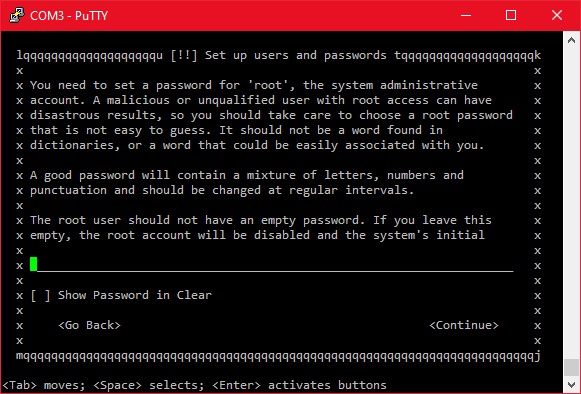 COM3 - PuTTY
lqqqqqqqqqqqqqqqqqqqu [!!] Set up users and passwords tqqqqqqqqqqqqqqqqqqqk
x x
x You need to set a password for 'root', the system administrative x
x account. A malicious or unqualified user with root access can have x
x disastrous results, so you should take care to choose a root password x
x that is not easy to guess. It should not be a word found in x
x dictionaries, or a word that could be easily associated with you. x
x x
x A good password will contain a mixture of letters, numbers and x
x punctuation and should be changed at regular intervals. x
x x
x The root user should not have an empty password. If you leave this x
x empty, the root account will be disabled and the system's initial x
x x
x _____________________________________________________________________ x
x x
x [ ] Show Password in Clear x
x x
x <Go Back> <Continue> x
x x
mqqqqqqqqqqqqqqqqqqqqqqqqqqqqqqqqqqqqqqqqqqqqqqqqqqqqqqqqqqqqqqqqqqqqqqqqqj
<Tab> moves; <Space> selects; <Enter> activates buttons